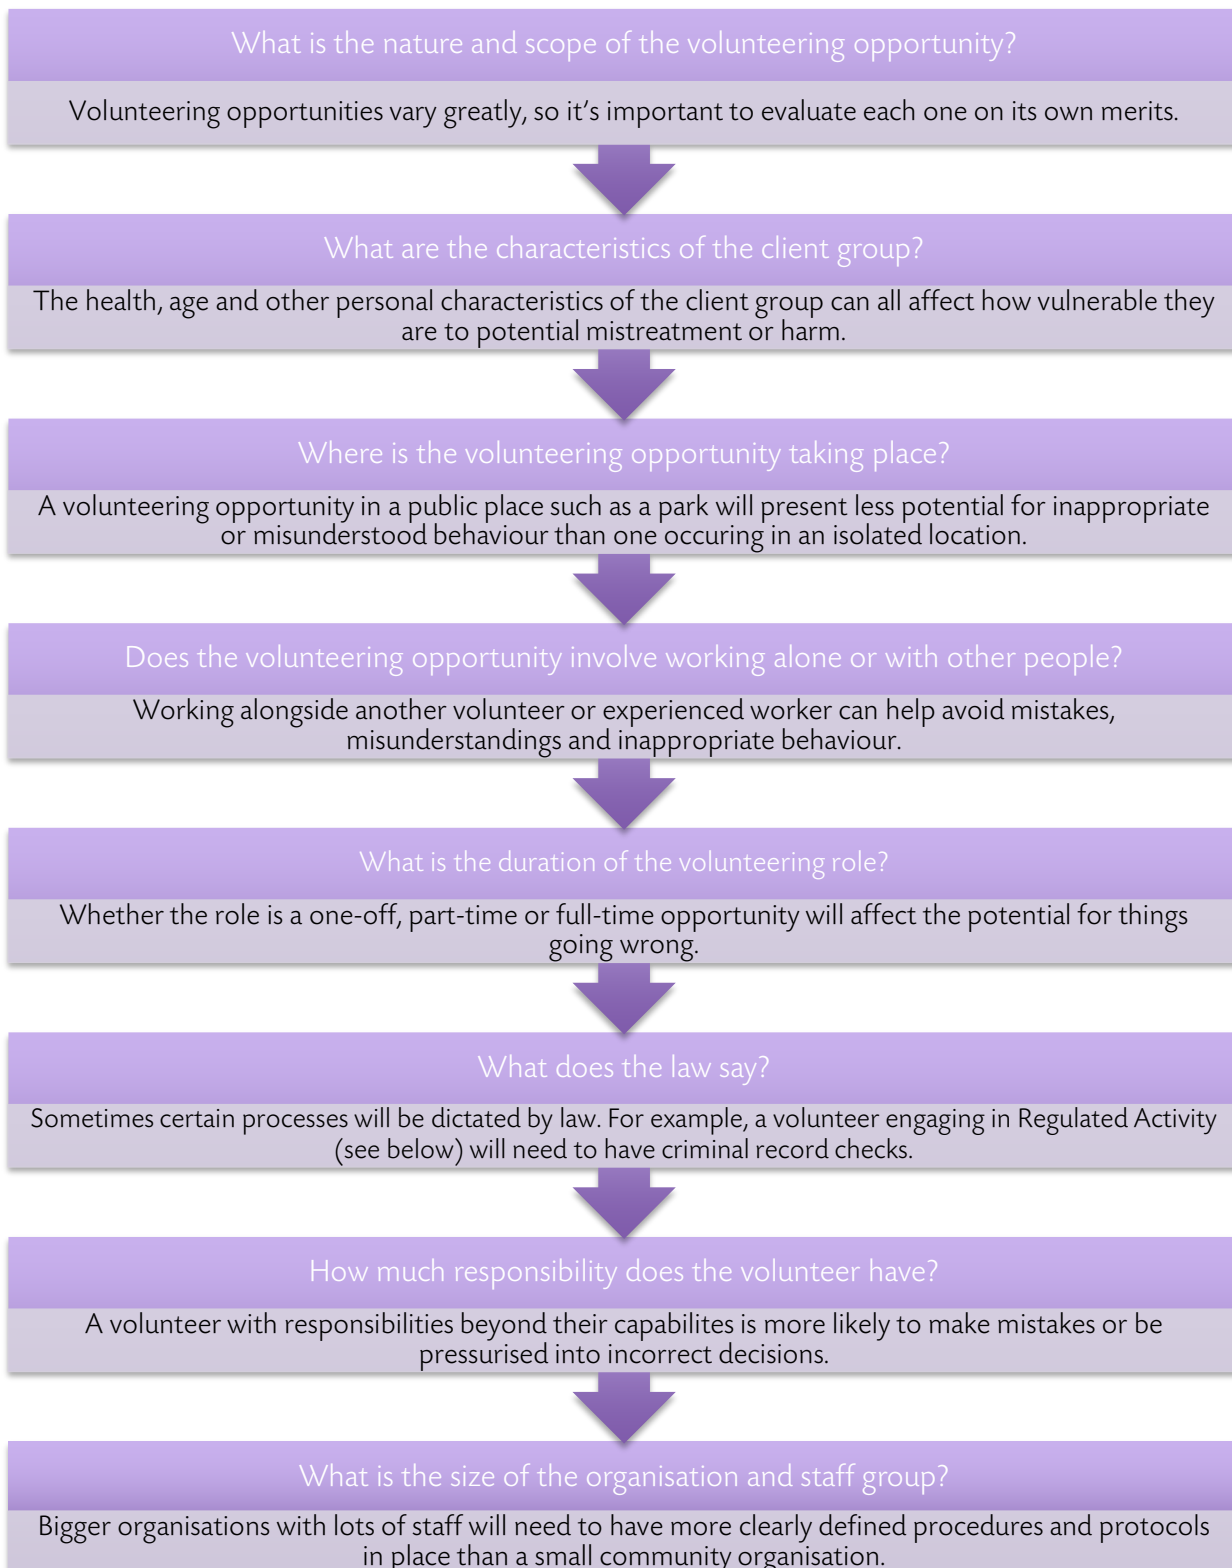 What is the nature and scope of the volunteering opportunity?
Volunteering opportunities vary greatly, so it's important to evaluate each one on its own merits.
What are the characteristics of the client group?
The health, age and other personal characteristics of the client group can all affect how vulnerable they
are to potential mistreatment or harm.
Where is the volunteering opportunity taking place?
A volunteering opportunity in a public place such as a park will present less potential for inappropriate
or misunderstood behaviour than one occuring in an isolated location.
Does the volunteering opportunity involve working alone or with other people?
Working alongside another volunteer or experienced worker can help avoid mistakes,
misunderstandings and inappropriate behaviour.
What is the duration of the volunteering role?
Whether the role is a one-off, part-time or full-time opportunity will affect the potential for things
going wrong.
What does the law say?
Sometimes certain processes will be dictated by law. For example, a volunteer engaging in Regulated Activity
(see below) will need to have criminal record checks.
How much responsibility does the volunteer have?
A volunteer with responsibilities beyond their capabilites is more likely to make mistakes or be
pressurised into incorrect decisions.
What is the size of the organisation and staff group?
Bigger organisations with lots of staff will need to have more clearly defined procedures and protocols
in place than a small community organisation.